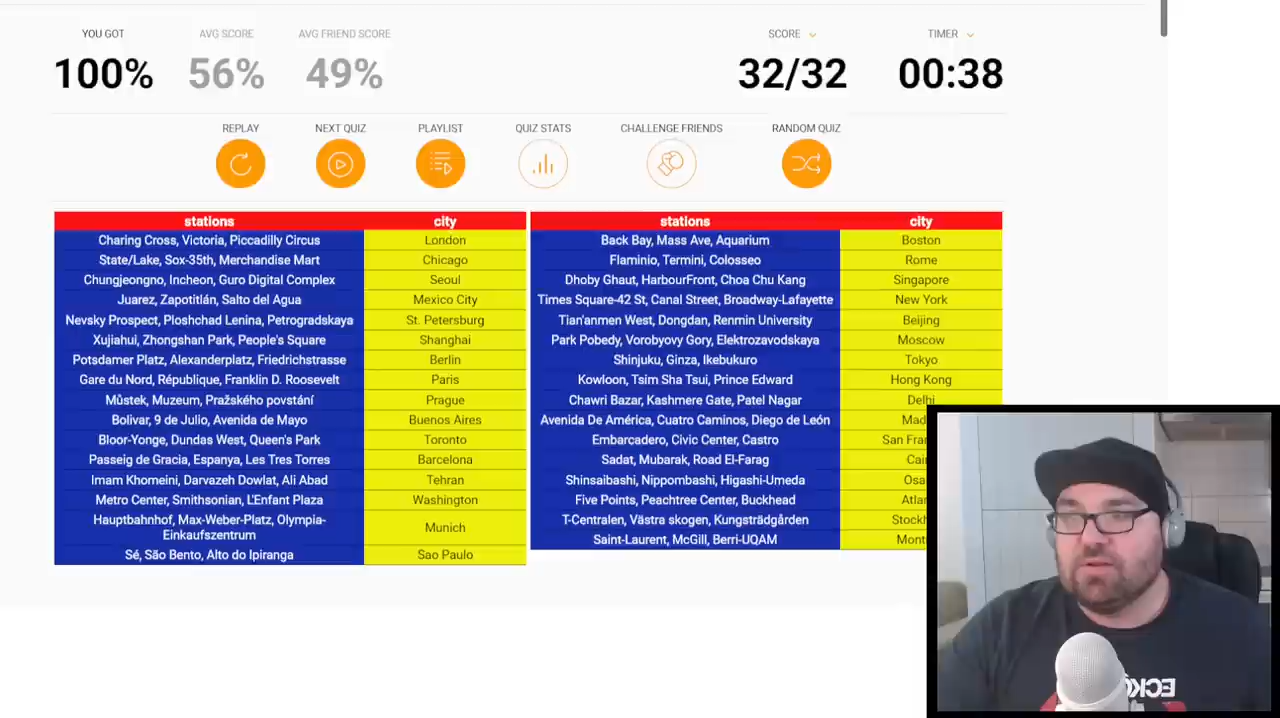 YOU GOT
AVG SCORE
AVG FRIEND SCORE
SCORE
TIMER
100%
56%
49%
32/32
00:38
REPLAY
NEXT QUIZ
PLAYLIST
QUIZ STATS
CHALLENGE FRIENDS
RANDOM QUIZ
stations city
Charing Cross, Victoria, Piccadilly Circus London
State/Lake, Sox-35th, Merchandise Mart Chicago
Chungjeongno, Incheon, Guro Digital Complex Seoul
Juarez, Zapotitlán, Salto del Agua Mexico City
Nevsky Prospect, Ploshchad Lenina, Petrogradskaya St. Petersburg
Xujiahui, Zhongshan Park, People's Square Shanghai
Potsdamer Platz, Alexanderplatz, Friedrichstrasse Berlin
Gare du Nord, République, Franklin D. Roosevelt Paris
Můstek, Muzeum, Pražského povstání Prague
Bolivar, 9 de Julio, Avenida de Mayo Buenos Aires
Bloor-Yonge, Dundas West, Queen's Park Toronto
Passeig de Gracia, Espanya, Les Tres Torres Barcelona
Imam Khomeini, Darvazeh Dowlat, Ali Abad Tehran
Metro Center, Smithsonian, L'Enfant Plaza Washington
Hauptbahnhof, Max-Weber-Platz, Olympia-
Einkaufszentrum Munich
Sé, São Bento, Alto do Ipiranga Sao Paulo
stations city
Back Bay, Mass Ave, Aquarium Boston
Flaminio, Termini, Colosseo Rome
Dhoby Ghaut, HarbourFront, Choa Chu Kang Singapore
Times Square-42 St, Canal Street, Broadway-Lafayette New York
Tian'anmen West, Dongdan, Renmin University Beijing
Park Pobedy, Vorobyovy Gory, Elektrozavodskaya Moscow
Shinjuku, Ginza, Ikebukuro Tokyo
Kowloon, Tsim Sha Tsui, Prince Edward Hong Kong
Chawri Bazar, Kashmere Gate, Patel Nagar Delhi
Avenida De América, Cuatro Caminos, Diego de León Mad
Embarcadero, Civic Center, Castro San Fran
Sadat, Mubarak, Road El-Farag Cai
Shinsaibashi, Nippombashi, Higashi-Umeda Osa
Five Points, Peachtree Center, Buckhead Atlan
T-Centralen, Västra skogen, Kungsträdgården Stockh
Saint-Laurent, McGill, Berri-UQAM Mont